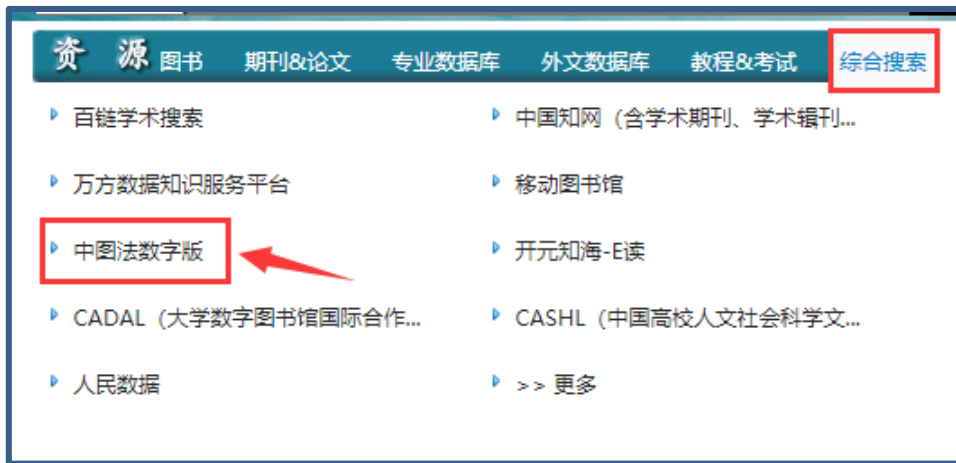 资 源 图书 期刊&论文 专业数据库 外文数据库 教程&考试 综合搜索
百链学术搜索 中国知网（含学术期刊、学术辑刊...
万方数据知识服务平台 移动图书馆
中图法数字版 开元知海-E读
CADAL（大学数字图书馆国际合作... CASHL（中国高校人文社会科学文...
人民数据 >> 更多